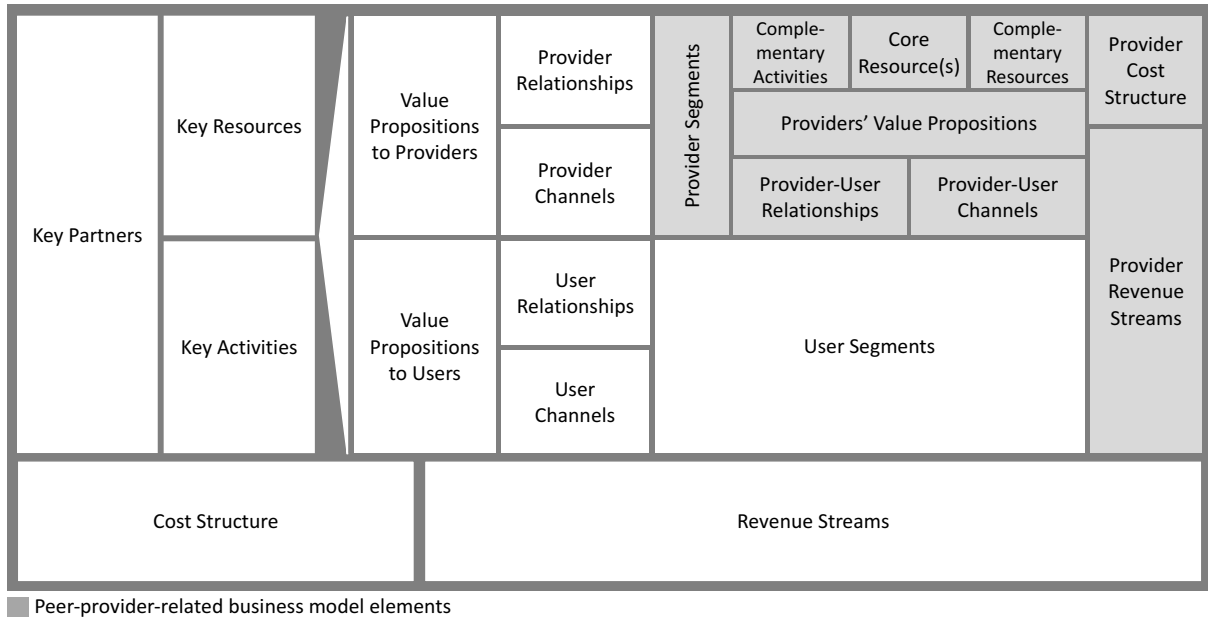 Key Partners
Key Resources
Key Activities
Value
Propositions
to Providers
Value
Propositions
to Users
Provider
Relationships
Provider
Channels
User
Relationships
User
Channels
Provider Segments
Comple-
mentary
Activities
Core
Resource(s)
Comple-
mentary
Resources
Providers’ Value Propositions
Provider-User
Relationships
Provider-User
Channels
User Segments
Provider
Cost
Structure
Provider
Revenue
Streams
Cost Structure
Revenue Streams
Peer-provider-related business model elements